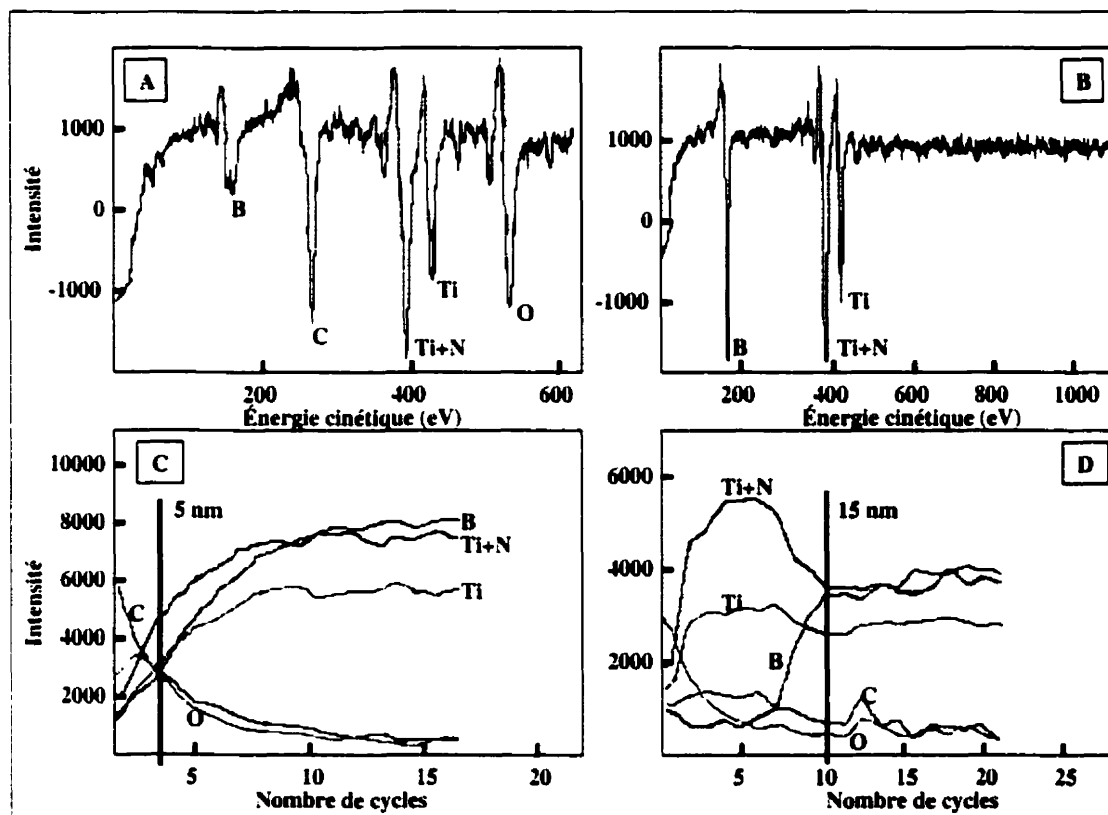 A
Intensité
1000
0
-1000
B
C
Ti+N
Ti
O
200
400
600
Énergie cinétique (eV)
B
1000
0
-1000
B
Ti+N
Ti
200
400
600
800
1000
Énergie cinétique (eV)
C
Intensité
10000
8000
6000
4000
2000
5 nm
C
O
B
Ti+N
Ti
5
10
15
20
Nombre de cycles
D
6000
4000
2000
Ti+N
15 nm
Ti
B
C
O
5
10
15
20
25
Nombre de cycles